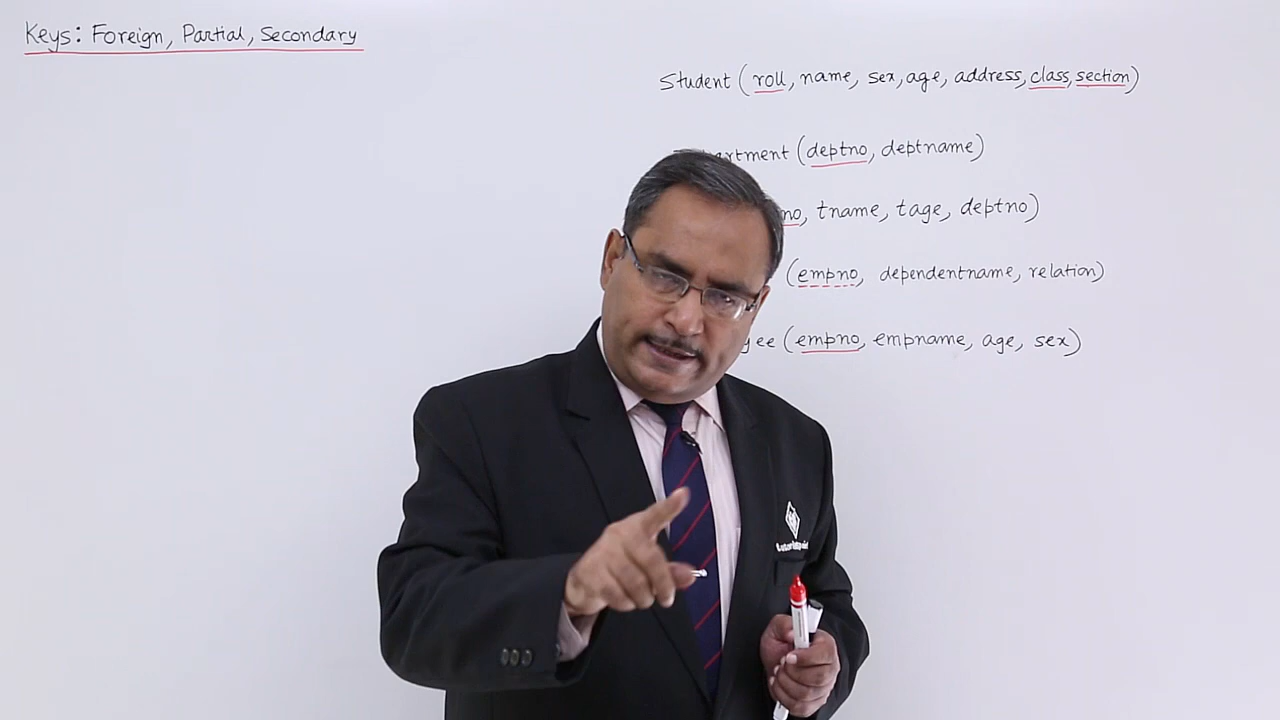 Keys: Foreign, Partial, Secondary
Student (roll, name, sex, age, address, class, section)
(deptno, deptname)
tname, tage, deptno)
(empno, dependentname, relation)
(empno, empname, age, sex)